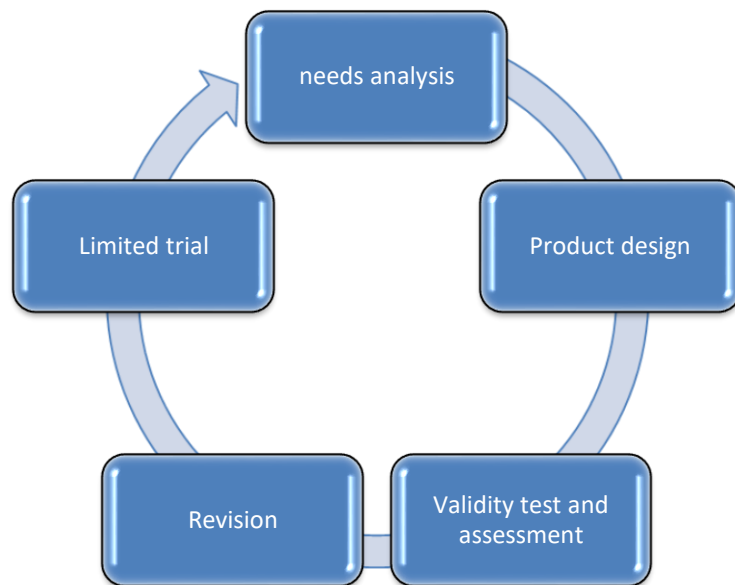 needs analysis
Product design
Validity test and
assessment
Revision
Limited trial